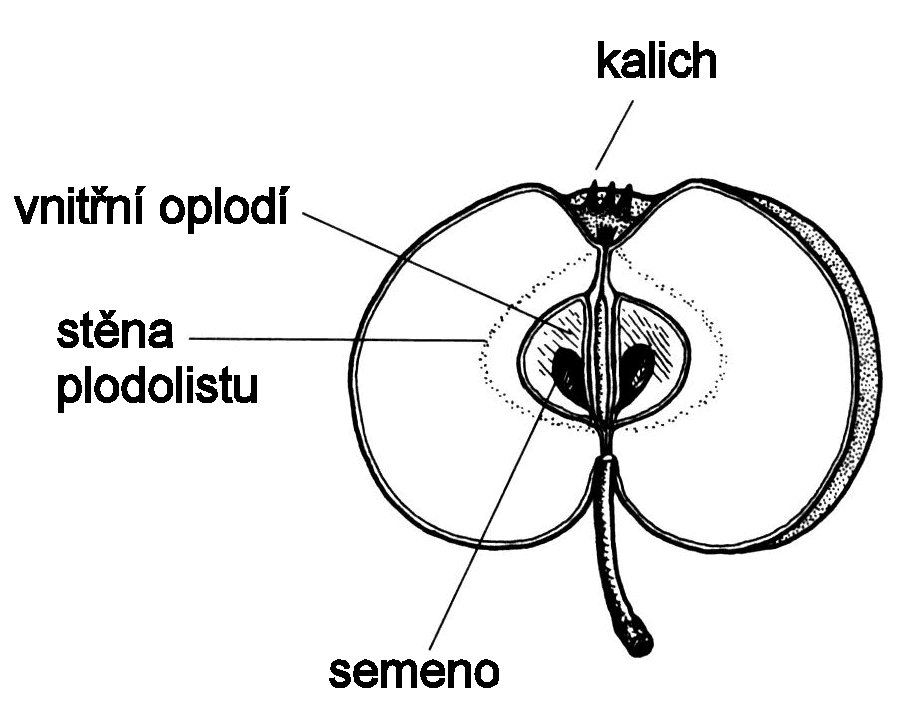 kalich
vnitřní oplodí
stěna
plodolistu
semeno